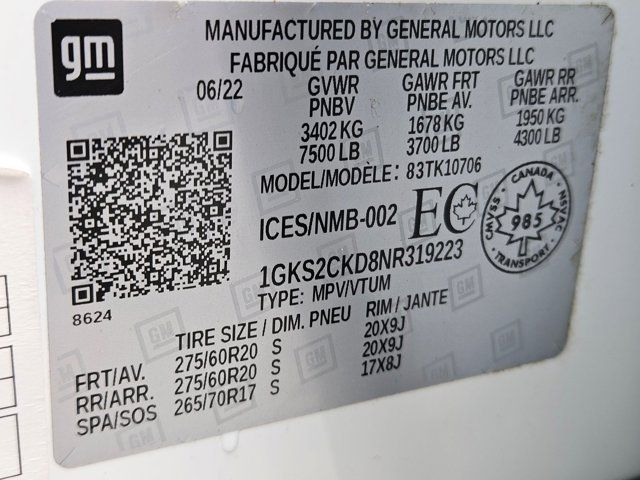 gm
MANUFACTURED BY GENERAL MOTORS LLC
FABRIQUÉ PAR GENERAL MOTORS LLC
06/22 GVWR GAWR FRT GAWR RR
PNBV PNBE AV. PNBE ARR.
3402 KG 1678 KG 1950 KG
7500 LB 3700 LB 4300 LB
MODEL/MODÈLE: 83TK10706
ICES/NMB-002 EC
CANADA
CMVSS NSVAC
985
TRANSPORT
1GKS2CKD8NR319223
TYPE: MPV/VTUM
8624
TIRE SIZE / DIM. PNEU RIM / JANTE
FRT/AV. 275/60R20 S 20X9J
RR/ARR. 275/60R20 S 20X9J
SPA/SOS 265/70R17 S 17X8J